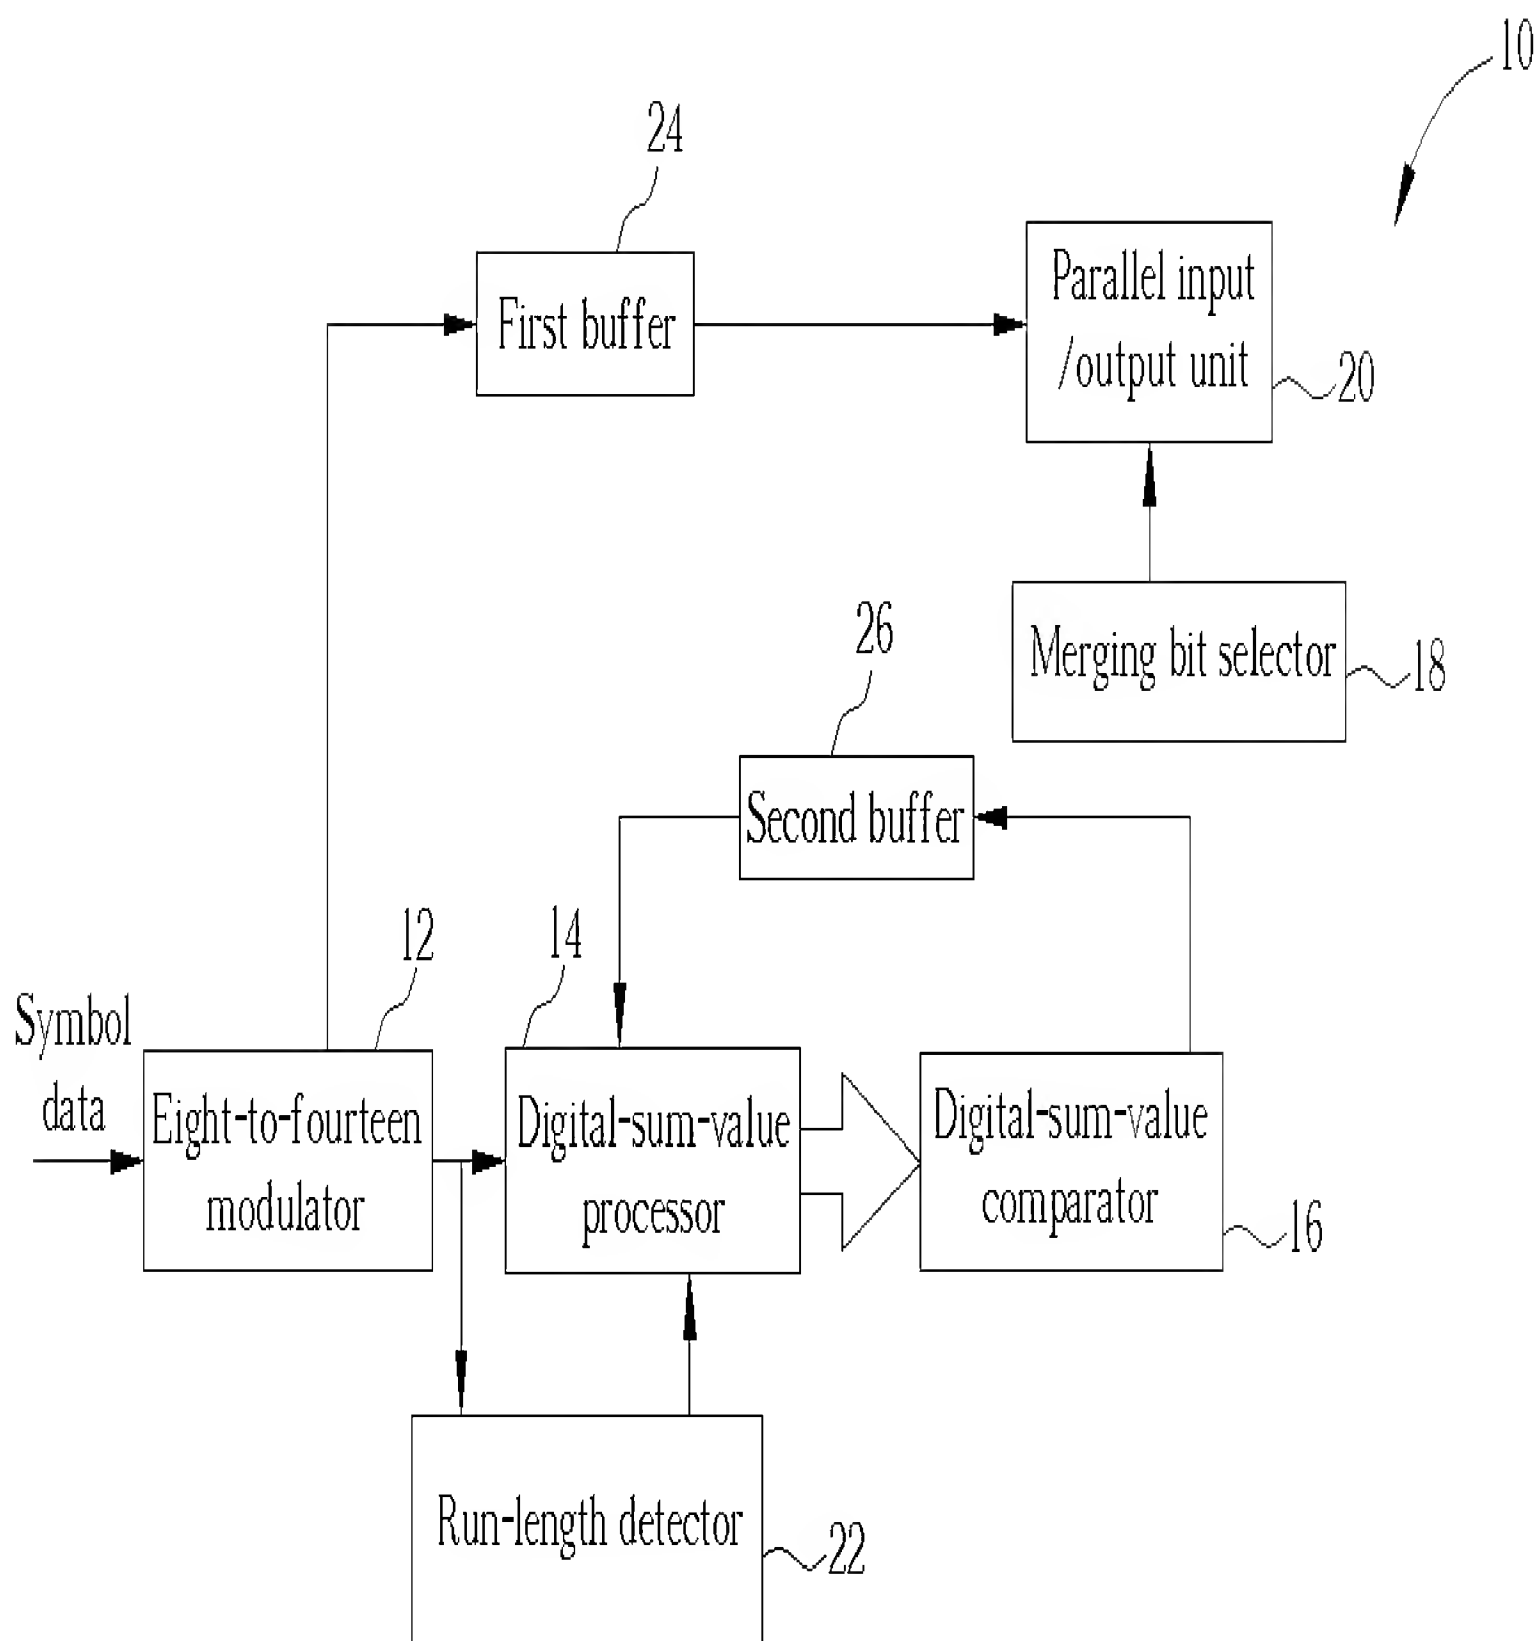 10
24
First buffer
Parallel input
/output unit
20
Merging bit selector
18
26
Second buffer
12
14
Symbol
data
Eight-to-fourteen
modulator
Digital-sum-value
processor
Digital-sum-value
comparator
16
Run-length detector
22